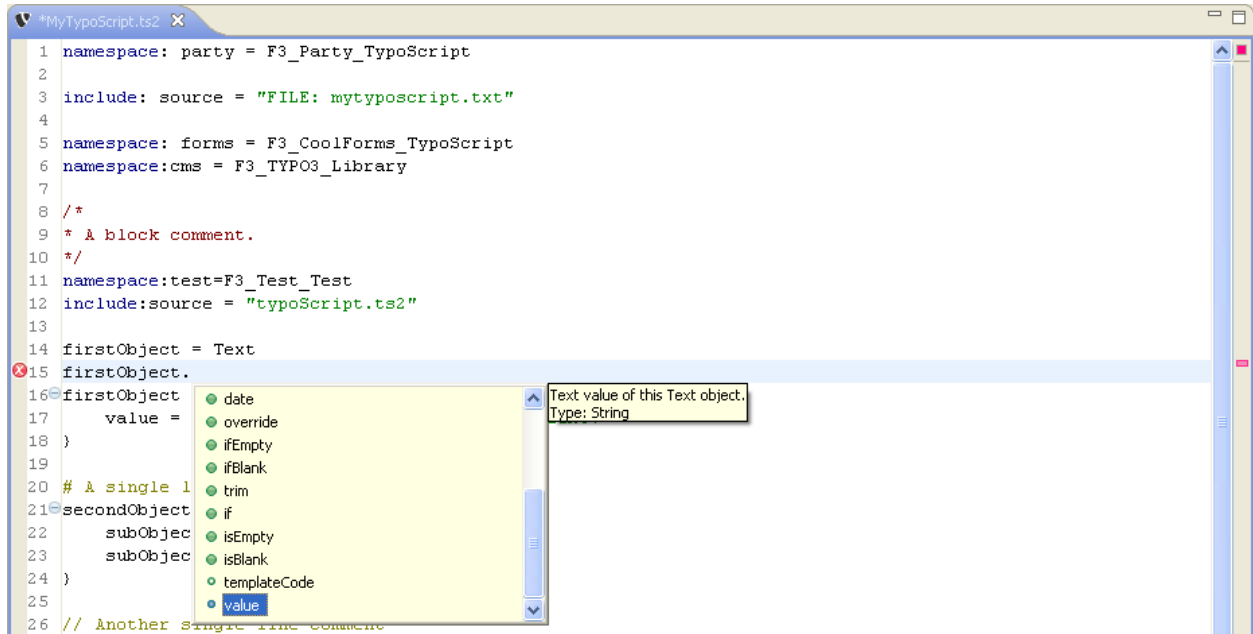 *MyTypoScript.ts2
1 namespace: party = F3_Party_TypoScript
2
3 include: source = "FILE: mytyposcript.txt"
4
5 namespace: forms = F3_CoolForms_TypoScript
6 namespace:cms = F3_TYPO3_Library
7
8 /*
9 * A block comment.
10 */
11 namespace:test=F3_Test_Test
12 include:source = "typoScript.ts2"
13
14 firstObject = Text
15 firstObject.
16 firstObject
17 value =
18 }
19
20 # A single l
21 secondObject
22 subObjec
23 subObjec
24 }
25
26 // Another single line comment
date
override
ifEmpty
ifBlank
trim
if
isEmpty
isBlank
templateCode
value
Text value of this Text object.
Type: String